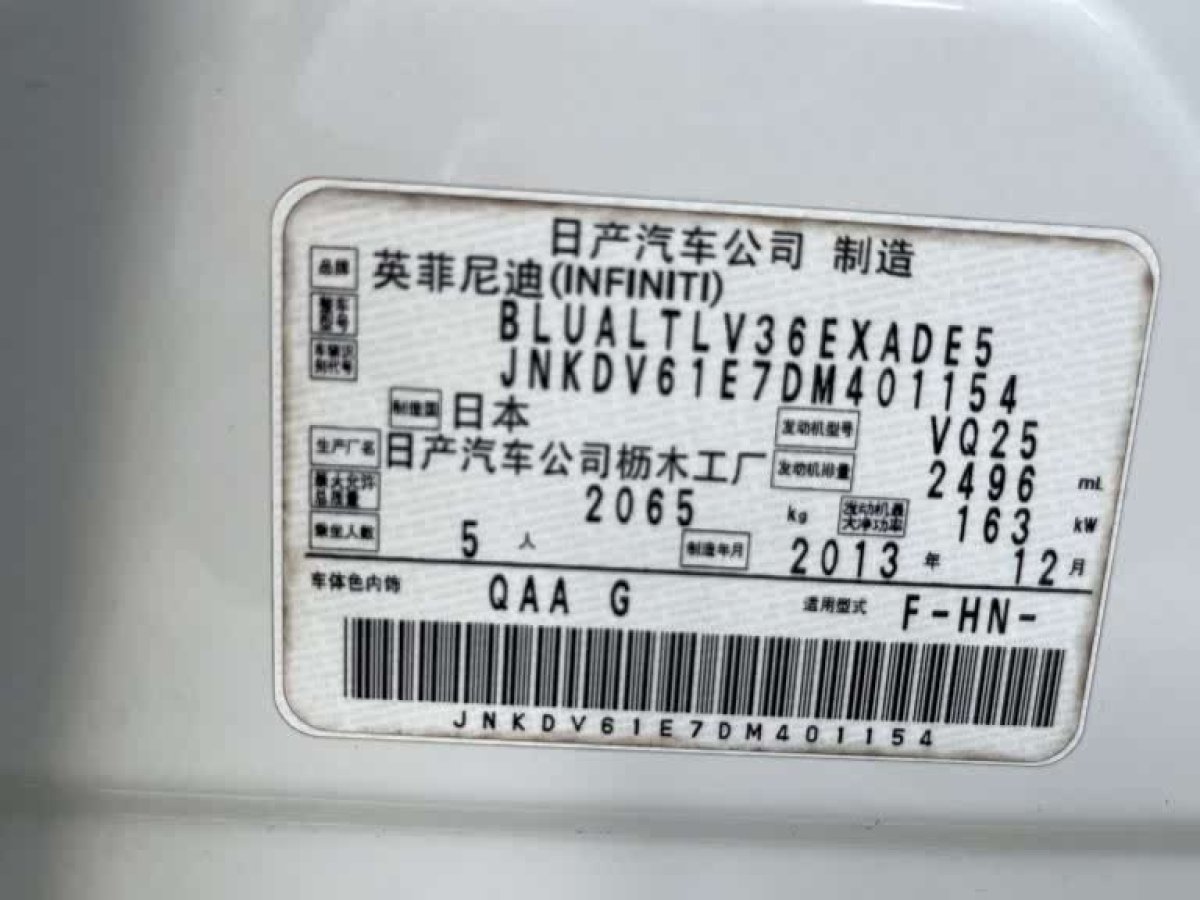 日产汽车公司 制造
品牌 英菲尼迪(INFINITI)
整车型号 BLUALTLV36EXADE5
车辆识别代号 JNKDV61E7DM401154
制造国 日本 发动机型号 VQ25
生产厂名 日产汽车公司枥木工厂 发动机排量 2496 mL
最大允许总质量 2065 kg 发动机最大净功率 163 kW
乘坐人数 5 人 制造年月 2013 年 12 月
车体色内饰 QAA G 适用型式 F-HN-
JNKDV61E7DM401154